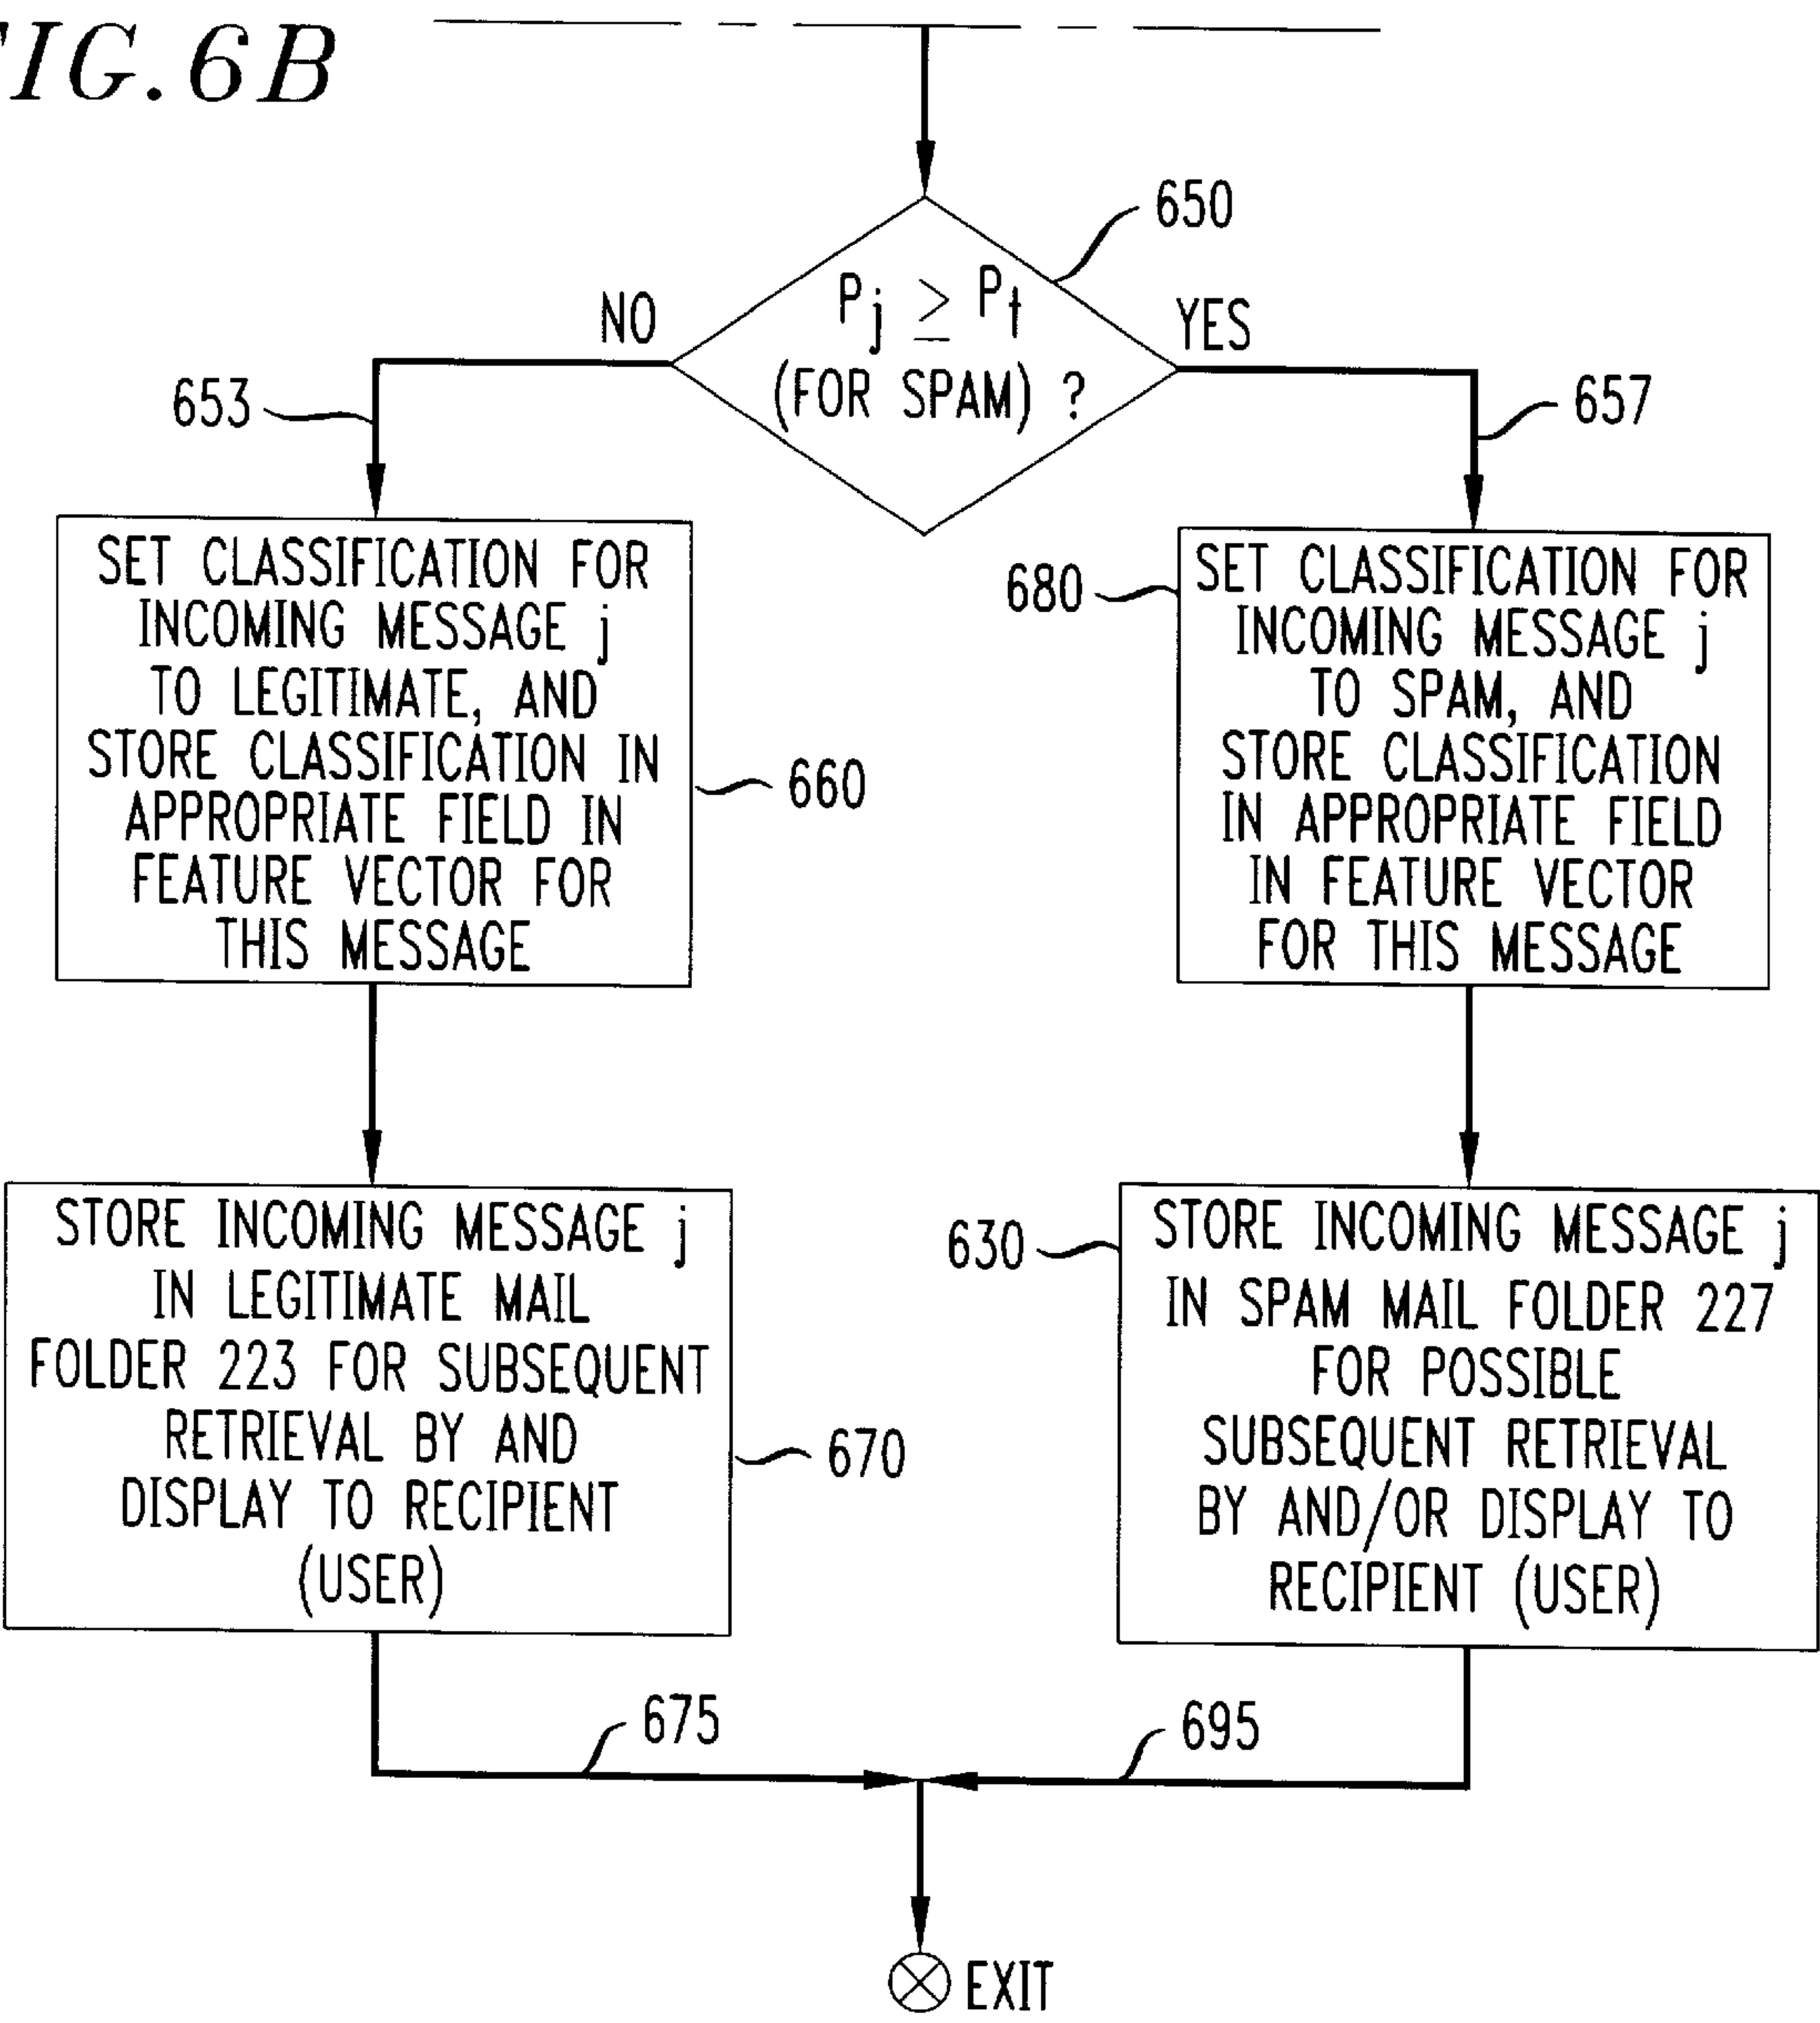 FIG. 6B
650
P_j ≥ P_t
(FOR SPAM) ?
NO
YES
653
657
SET CLASSIFICATION FOR
INCOMING MESSAGE j
TO LEGITIMATE, AND
STORE CLASSIFICATION IN
APPROPRIATE FIELD IN
FEATURE VECTOR FOR
THIS MESSAGE
660
680
SET CLASSIFICATION FOR
INCOMING MESSAGE j
TO SPAM, AND
STORE CLASSIFICATION
IN APPROPRIATE FIELD
IN FEATURE VECTOR
FOR THIS MESSAGE
STORE INCOMING MESSAGE j
IN LEGITIMATE MAIL
FOLDER 223 FOR SUBSEQUENT
RETRIEVAL BY AND
DISPLAY TO RECIPIENT
(USER)
670
630
STORE INCOMING MESSAGE j
IN SPAM MAIL FOLDER 227
FOR POSSIBLE
SUBSEQUENT RETRIEVAL
BY AND/OR DISPLAY TO
RECIPIENT (USER)
675
695
EXIT